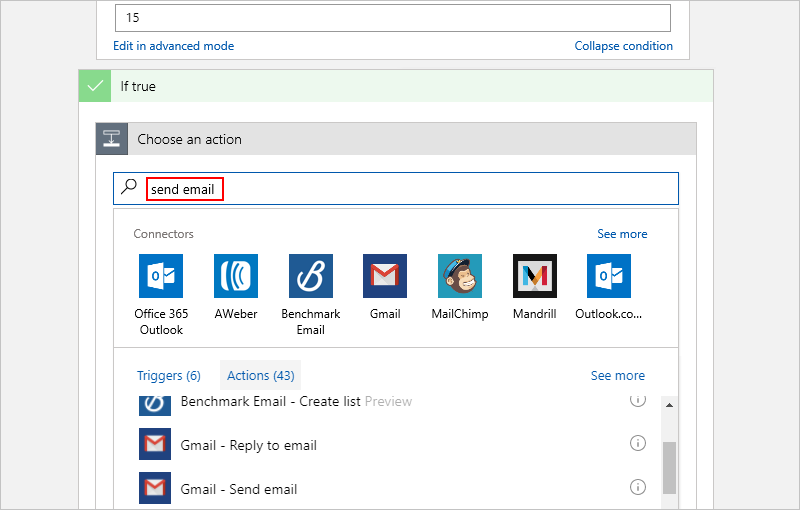 15
Edit in advanced mode Collapse condition
If true
Choose an action
send email
Connectors See more
Office 365 Outlook
AWeber
Benchmark Email
Gmail
MailChimp
Mandrill
Outlook.co...
Triggers (6) Actions (43) See more
Benchmark Email - Create list Preview
Gmail - Reply to email
Gmail - Send email